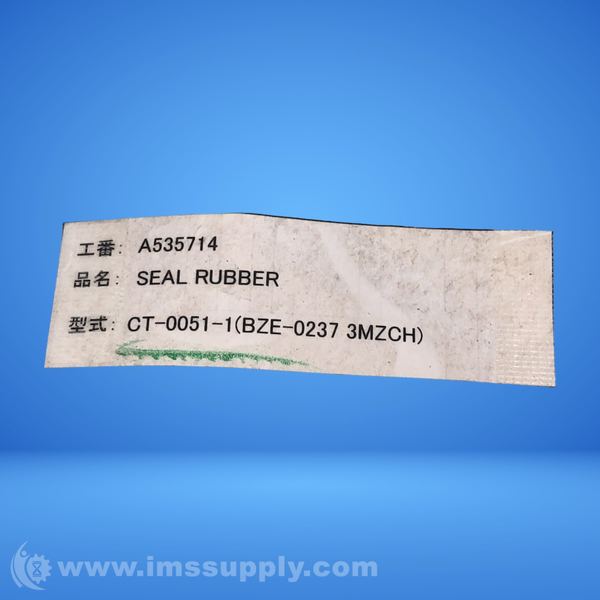 工番: A535714
品名: SEAL RUBBER
型式: CT-0051-1(BZE-0237 3MZCH)
www.imssupply.com